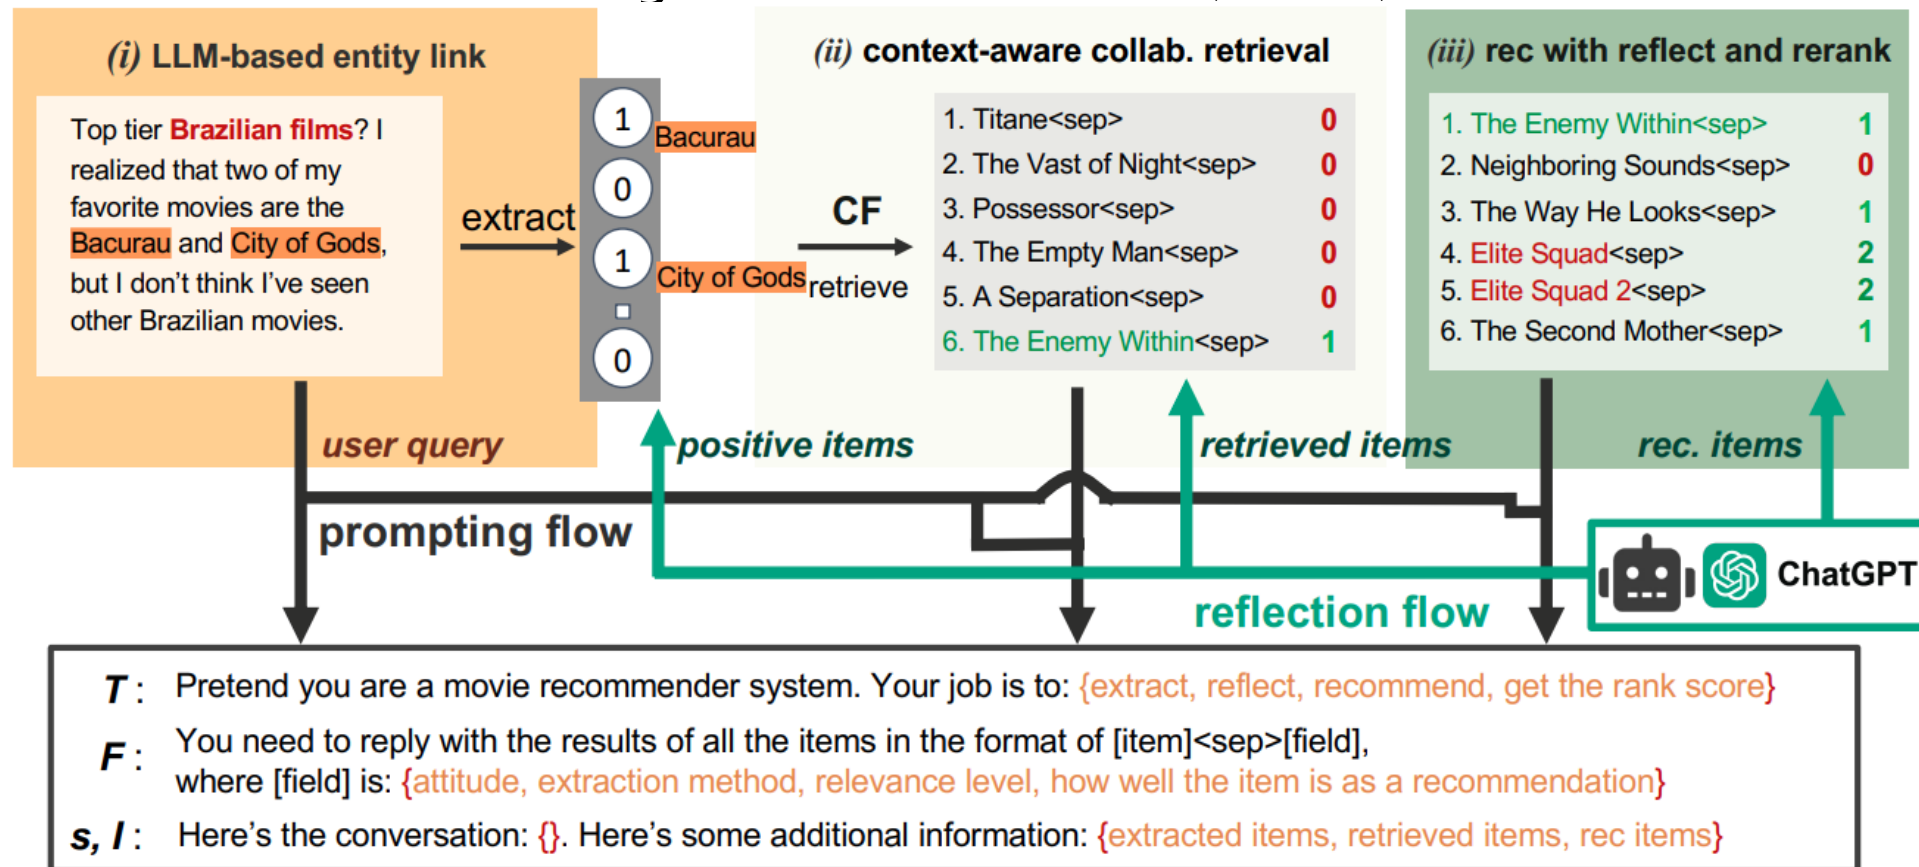 (i) LLM-based entity link
Top tier Brazilian films? I
realized that two of my
favorite movies are the
Bacurau and City of Gods,
but I don't think I've seen
other Brazilian movies.
extract
1
0
1
0
Bacurau
City of Gods
CF
retrieve
(ii) context-aware collab. retrieval
1. Titane<sep> 0
2. The Vast of Night<sep> 0
3. Possessor<sep> 0
4. The Empty Man<sep> 0
5. A Separation<sep> 0
6. The Enemy Within<sep> 1
(iii) rec with reflect and rerank
1. The Enemy Within<sep> 1
2. Neighboring Sounds<sep> 0
3. The Way He Looks<sep> 1
4. Elite Squad<sep> 2
5. Elite Squad 2<sep> 2
6. The Second Mother<sep> 1
user query
positive items
retrieved items
rec. items
prompting flow
reflection flow
ChatGPT
T : Pretend you are a movie recommender system. Your job is to: {extract, reflect, recommend, get the rank score}
F : You need to reply with the results of all the items in the format of [item]<sep>[field],
where [field] is: {attitude, extraction method, relevance level, how well the item is as a recommendation}
s, I : Here's the conversation: {}. Here's some additional information: {extracted items, retrieved items, rec items}